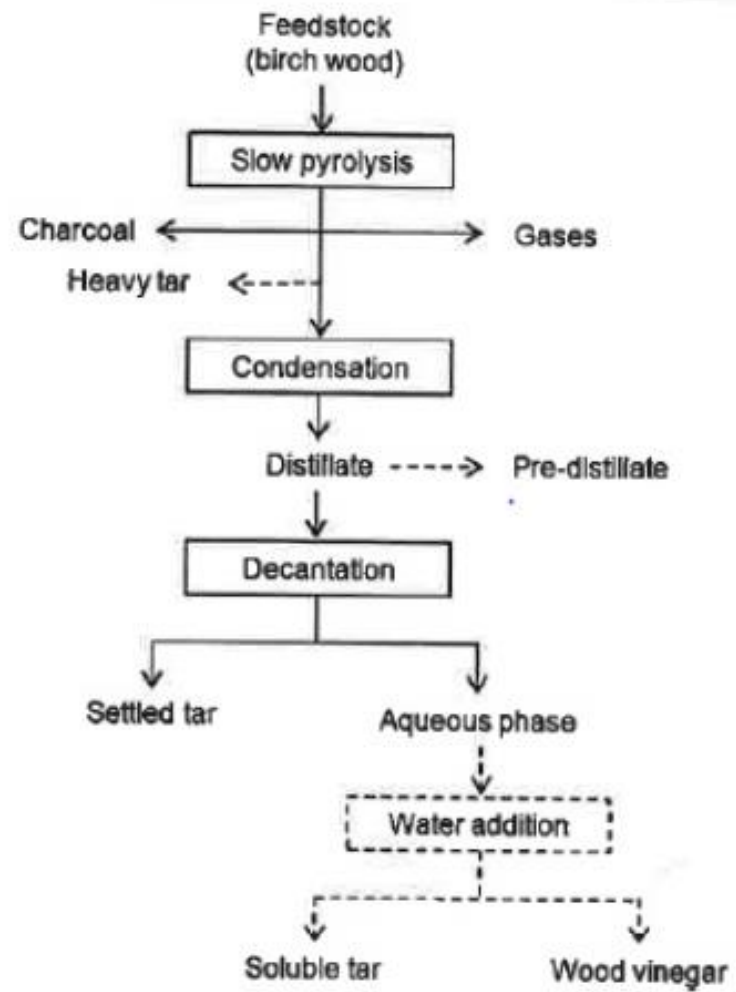 Feedstock
(birch wood)
Slow pyrolysis
Charcoal
Gases
Heavy tar
Condensation
Distillate
Pre-distillate
Decantation
Settled tar
Aqueous phase
Water addition
Soluble tar
Wood vinegar